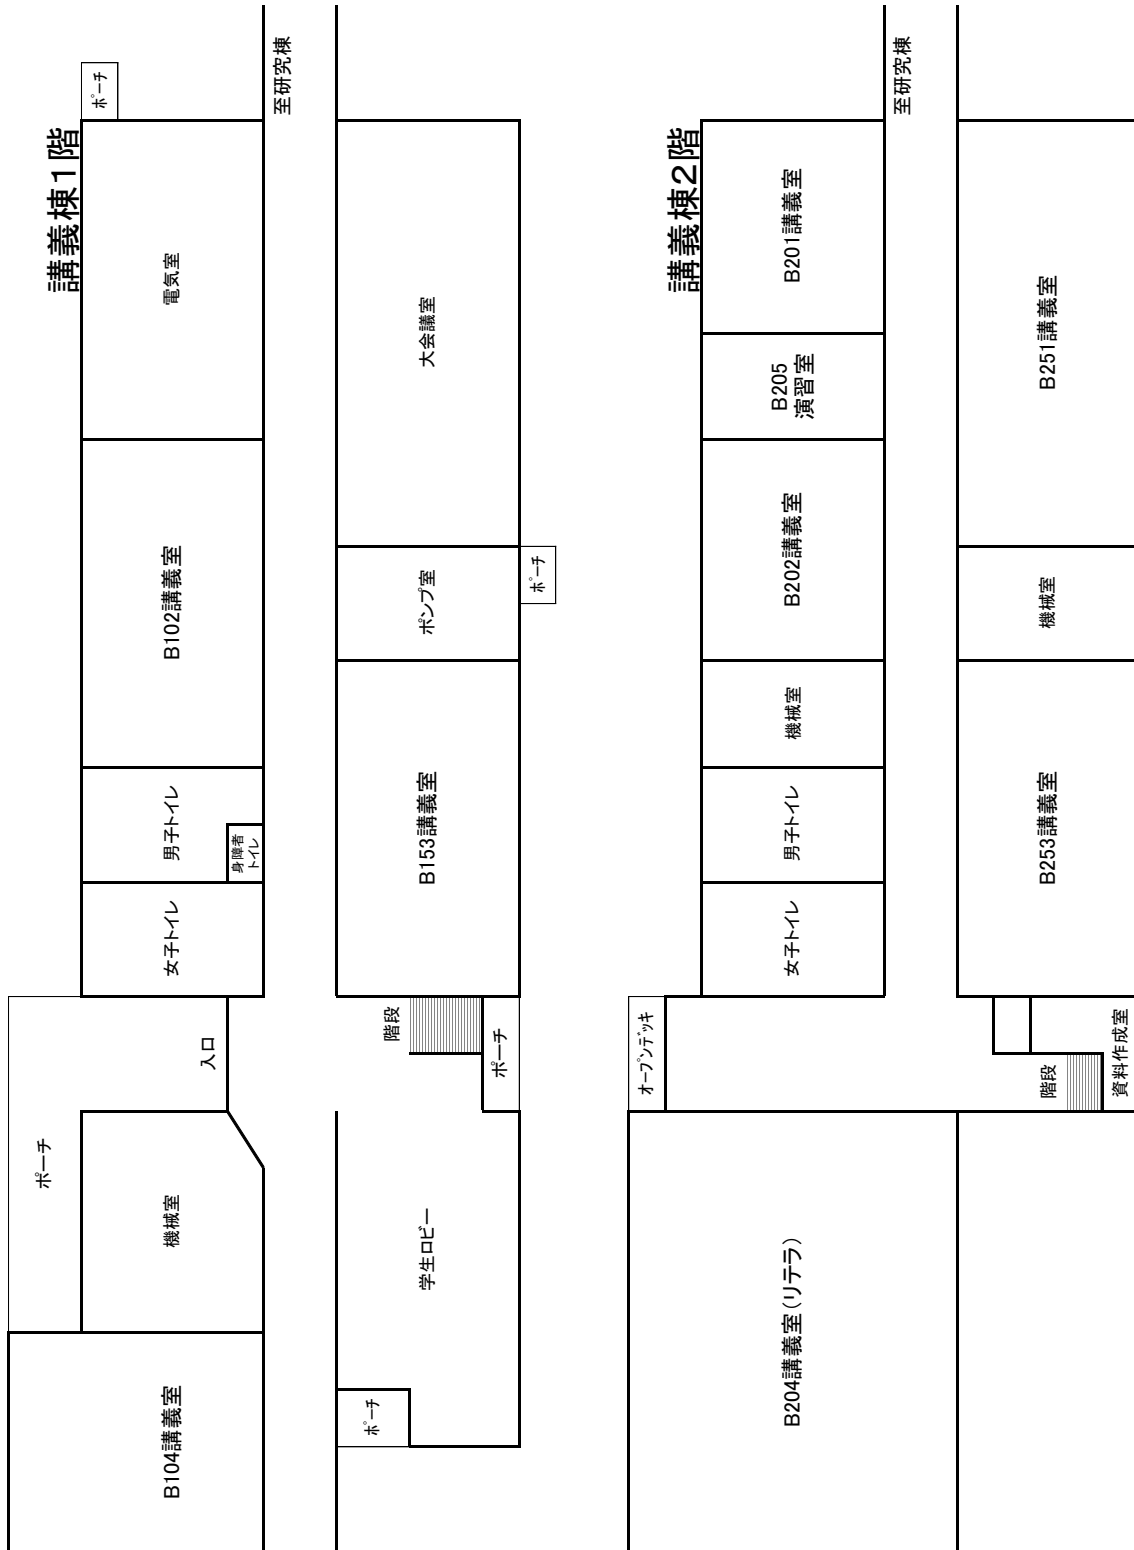 講義棟1階
ポーチ
至研究棟
電気室
大会議室
B102講義室
ポンプ室
ポーチ
男子トイレ
身障者
トイレ
女子トイレ
B153講義室
入口
階段
ポーチ
ポーチ
機械室
学生ロビー
ポーチ
B104講義室
講義棟2階
至研究棟
B201講義室
B205
演習室
B251講義室
B202講義室
機械室
機械室
男子トイレ
女子トイレ
B253講義室
オープンデッキ
階段
資料作成室
B204講義室(リテラ)